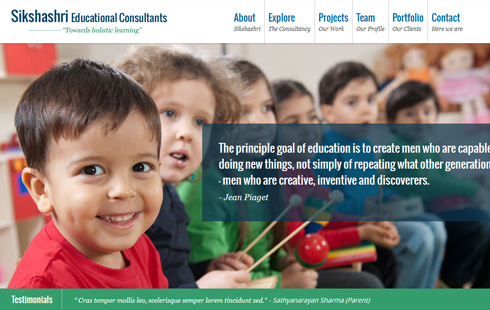 Sikshashri Educational Consultants
"Towards bolistic learning"
About Explore Projects Team Portfolio Contact
Sikshashri The Consultancy Our Work Our Profile Our Clients Here we are
The principle goal of education is to create men who are capable
doing new things, not simply of repeating what other generation
- men who are creative, inventive and discoverers.
- Jean Piaget
Testimonials " Cras tempor mollis leo, scelerisque semper lorem tincidunt sed." - Sathyanarayan Sharma (Parent)